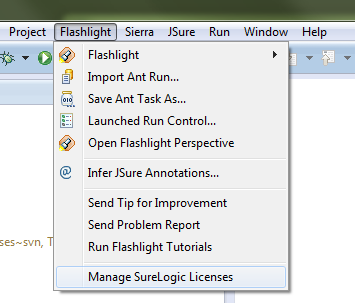 Project Flashlight Sierra JSure Run Window Help
Flashlight
Import Ant Run...
Save Ant Task As...
Launched Run Control...
Open Flashlight Perspective
Infer JSure Annotations...
ses~svn, T
Send Tip for Improvement
Send Problem Report
Run Flashlight Tutorials
Manage SureLogic Licenses